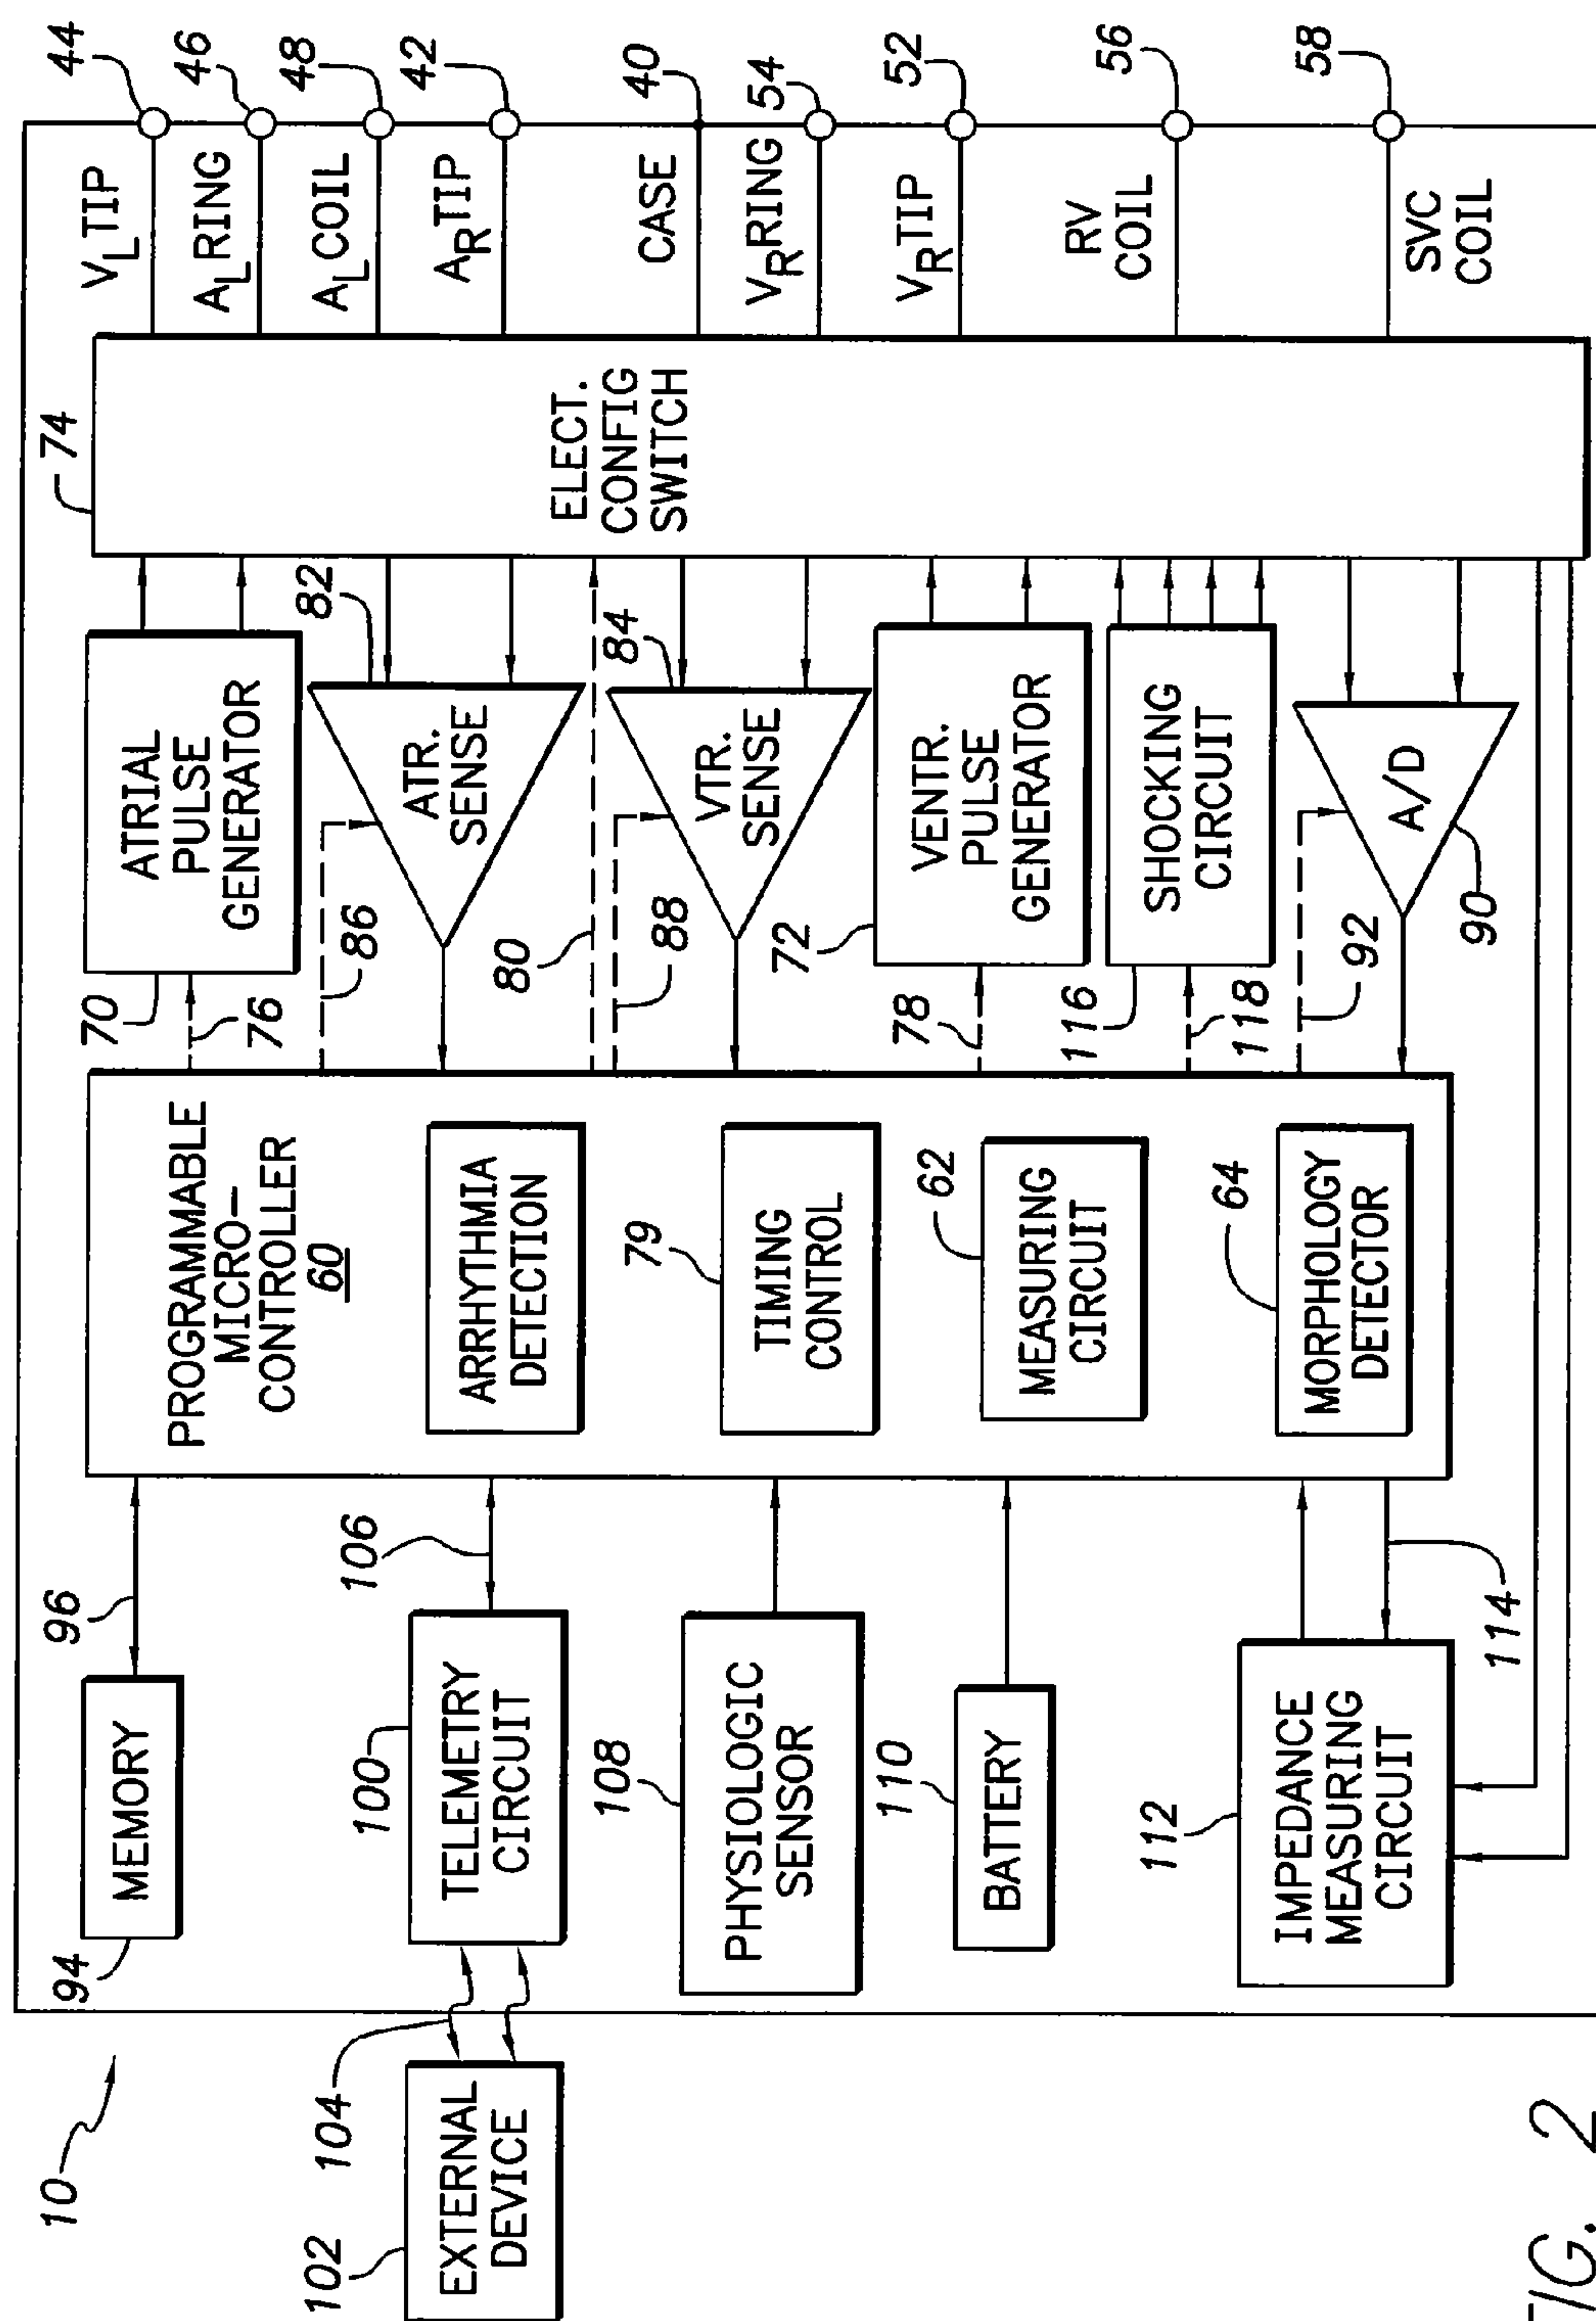 10
44
46
48
42
40
54
52
56
58
VLTIP
ALRING
ALCOIL
ARTIP
CASE
VRRING
VRTIP
RV
COIL
SVC
COIL
74
ELECT.
CONFIG
SWITCH
ATRIAL
PULSE
GENERATOR
70
76
82
ATR.
SENSE
86
80
84
VTR.
SENSE
88
VENTR.
PULSE
GENERATOR
72
78
SHOCKING
CIRCUIT
116
118
A/D
90
92
PROGRAMMABLE
MICRO-
CONTROLLER
60
ARRHYTHMIA
DETECTION
79
TIMING
CONTROL
62
MEASURING
CIRCUIT
64
MORPHOLOGY
DETECTOR
96
MEMORY
94
106
100
TELEMETRY
CIRCUIT
104
102
EXTERNAL
DEVICE
108
PHYSIOLOGIC
SENSOR
110
BATTERY
112
IMPEDANCE
MEASURING
CIRCUIT
114
FIG. 2